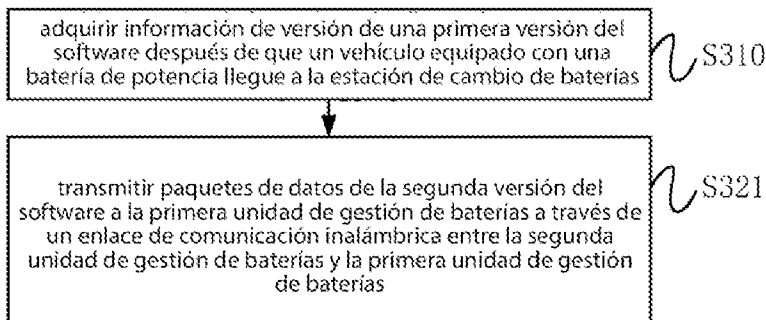 adquirir información de versión de una primera versión del
software después de que un vehículo equipado con una
batería de potencia llegue a la estación de cambio de baterías
S310
transmitir paquetes de datos de la segunda versión del
software a la primera unidad de gestión de baterías a través de
un enlace de comunicación inalámbrica entre la segunda
unidad de gestión de baterías y la primera unidad de gestión
de baterías
S321